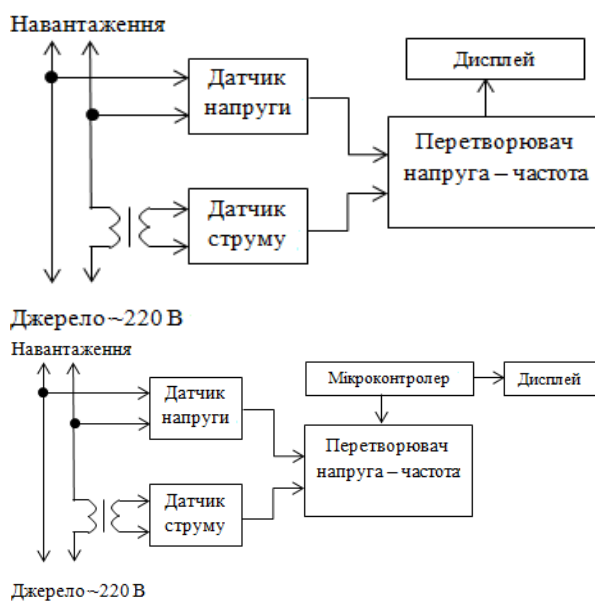 Навантаження
Дисплей
Датчик
напруги
Перетворювач
напруга – частота
Датчик
струму
Джерело ~220 В
Навантаження
Мікроконтролер
Дисплей
Датчик
напруги
Перетворювач
напруга – частота
Датчик
струму
Джерело ~220 В